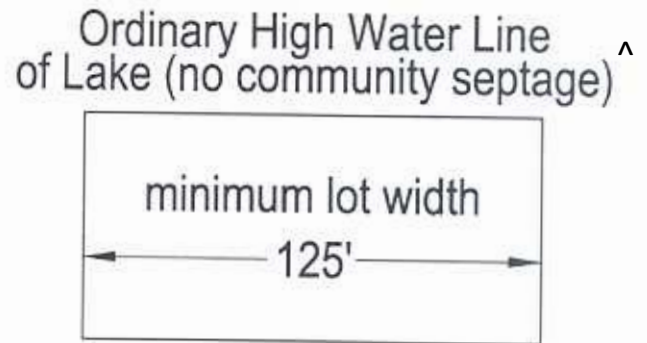 Ordinary High Water Line
of Lake (no community septage) ^
minimum lot width
125'